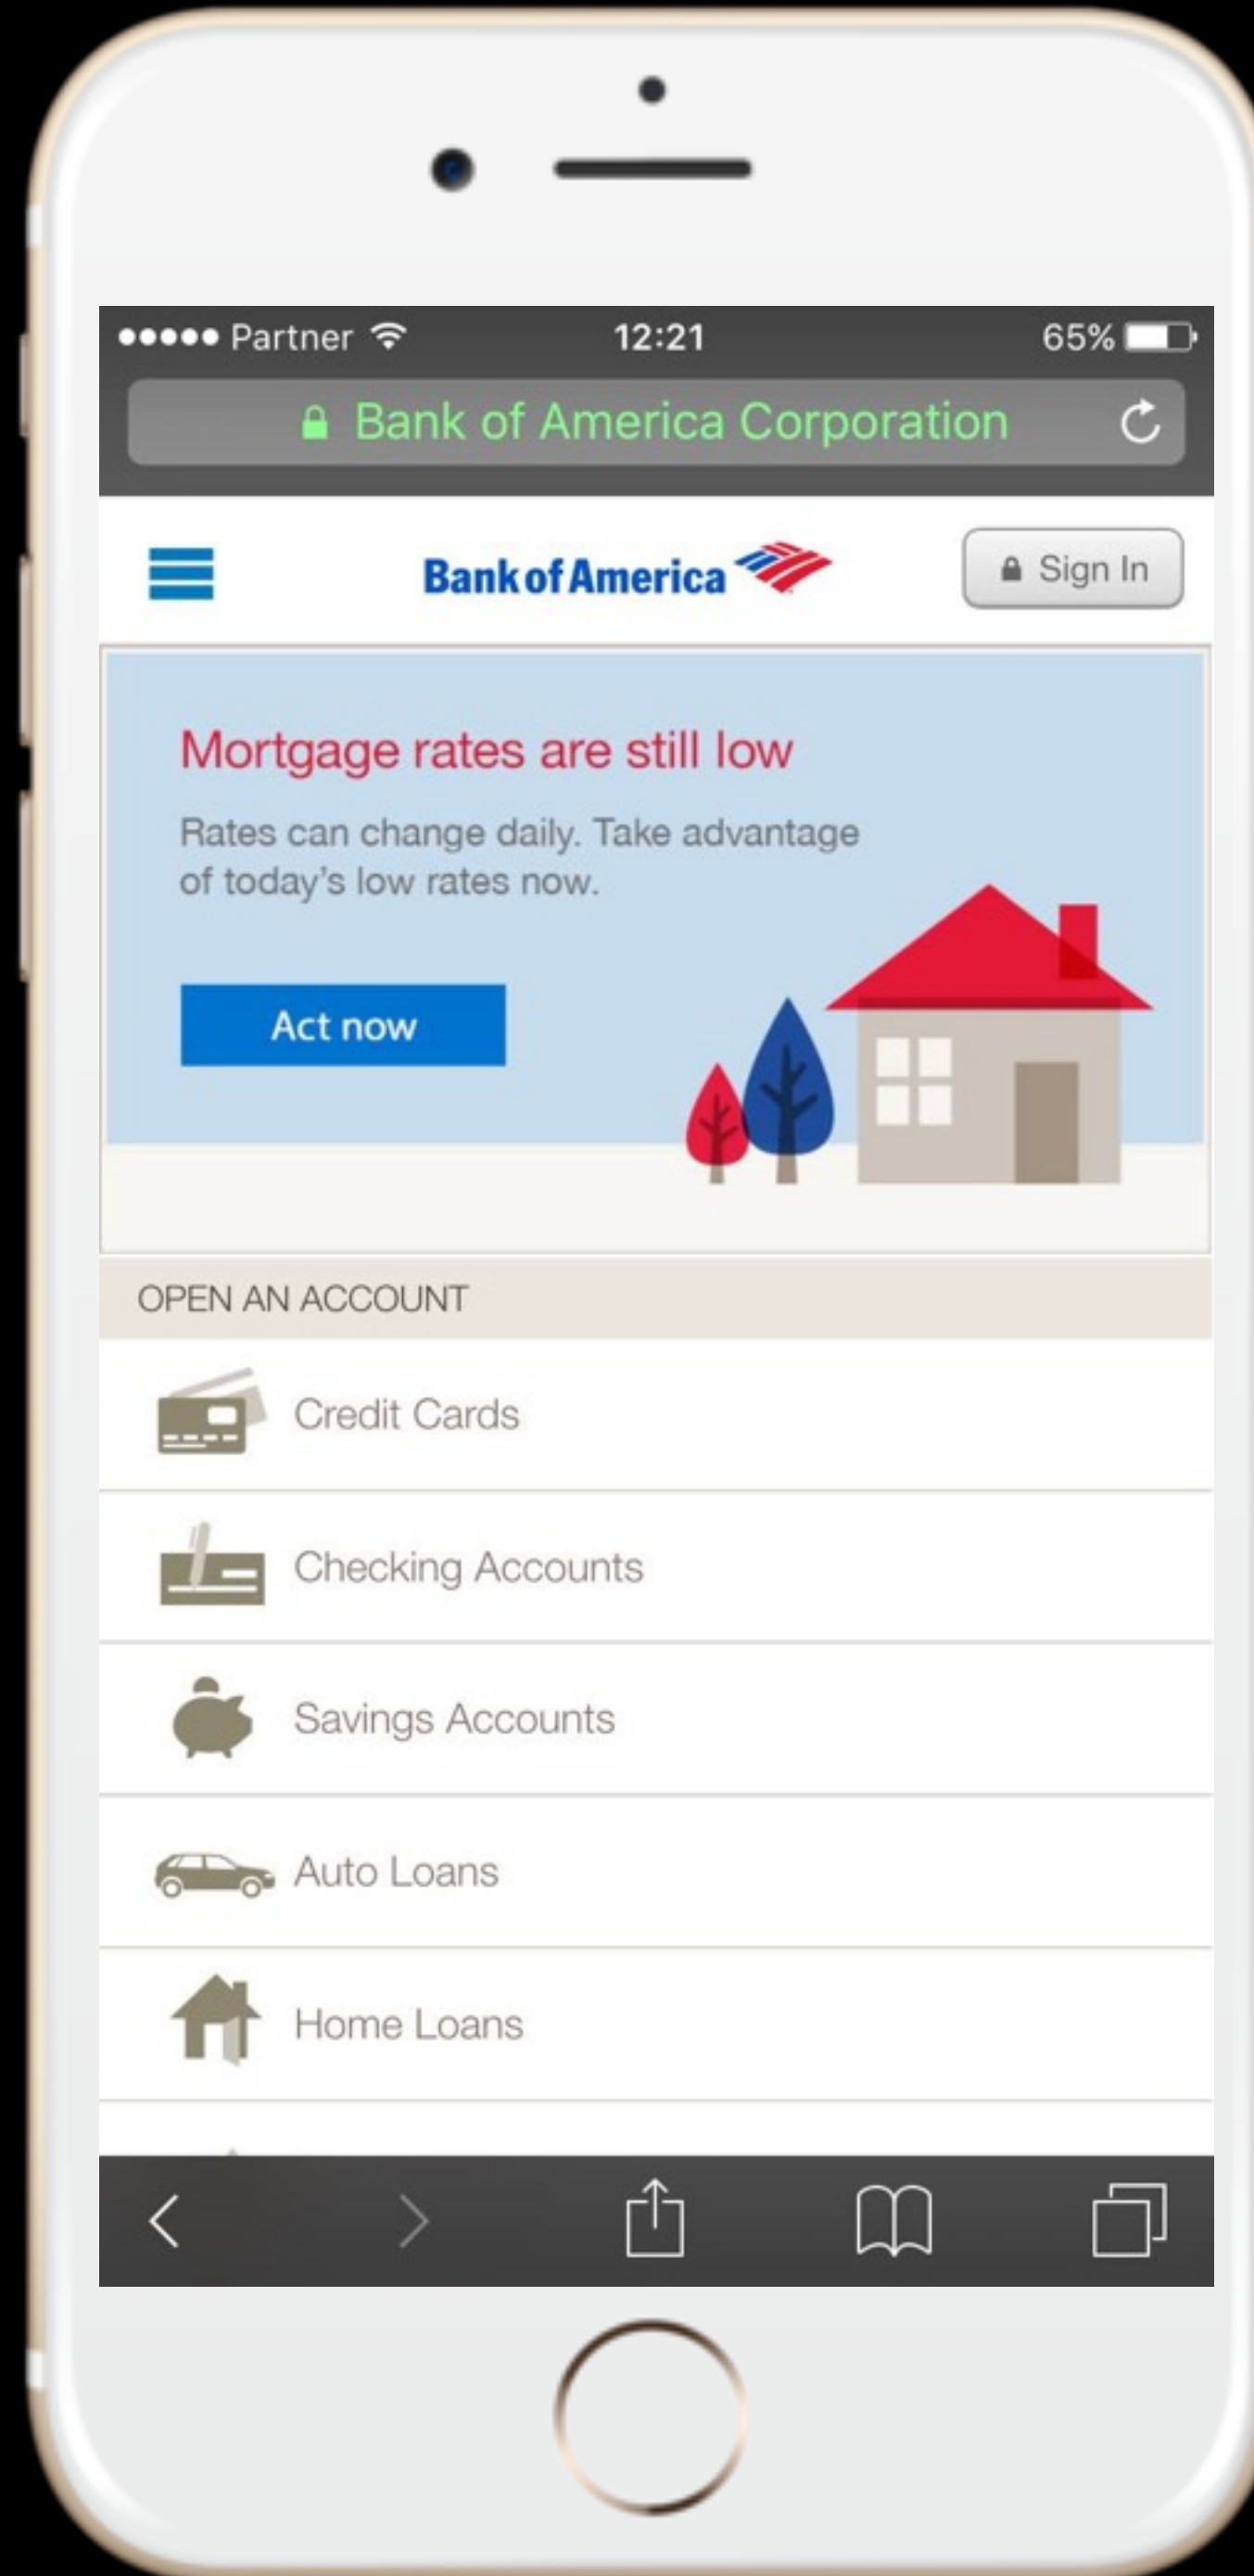 Partner 12:21 65%
Bank of America Corporation
Bank of America Sign In
Mortgage rates are still low
Rates can change daily. Take advantage
of today's low rates now.
Act now
OPEN AN ACCOUNT
Credit Cards
Checking Accounts
Savings Accounts
Auto Loans
Home Loans